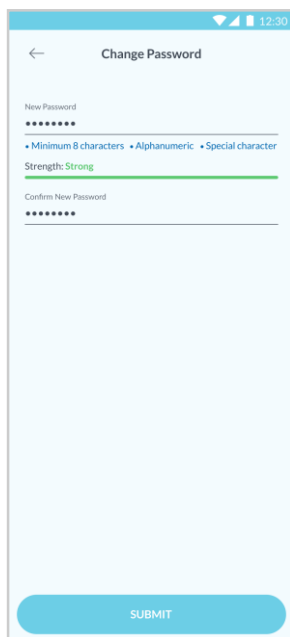 12:30
Change Password
New Password
••••••••
• Minimum 8 characters • Alphanumeric • Special character
Strength: Strong
Confirm New Password
••••••••
SUBMIT